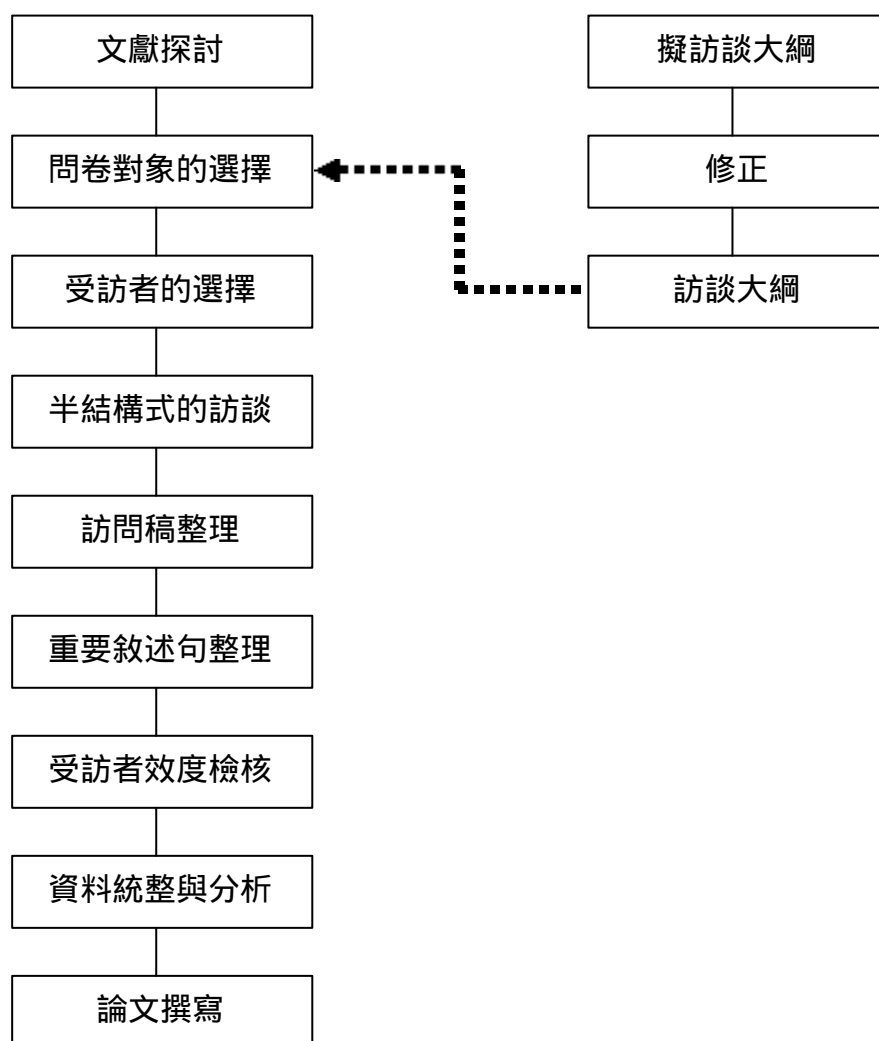 文獻探討
問卷對象的選擇
受訪者的選擇
半結構式的訪談
訪問稿整理
重要敘述句整理
受訪者效度檢核
資料統整與分析
論文撰寫
擬訪談大綱
修正
訪談大綱